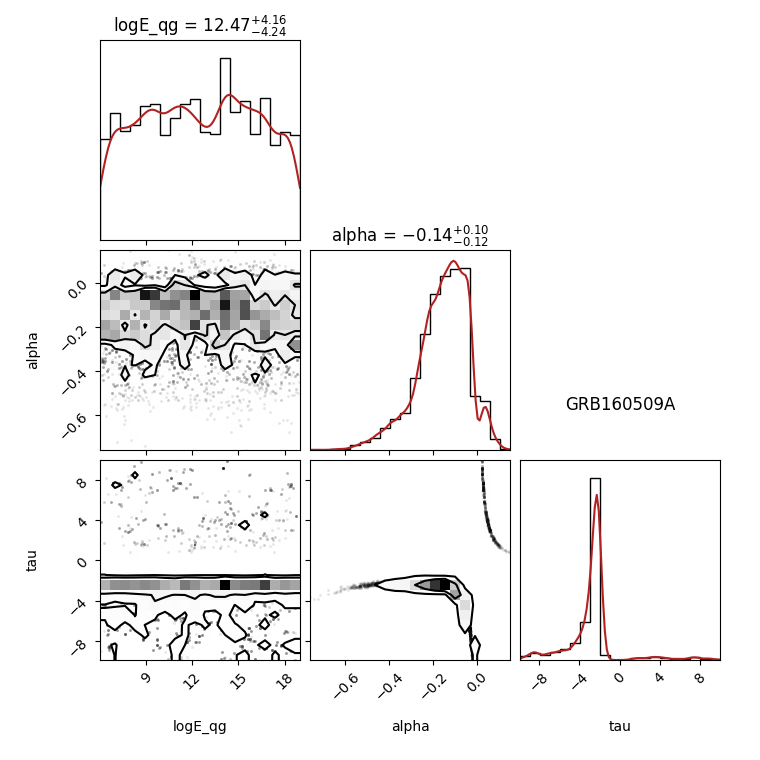 logE_qg = 12.47+4.16−4.24
alpha = −0.14+0.10−0.12
0.0
−0.2
−0.4
−0.6
alpha
GRB160509A
8
4
0
−4
−8
tau
9 12 15 18
−0.6 −0.4 −0.2 0.0
−8 −4 0 4 8
logE_qg alpha tau